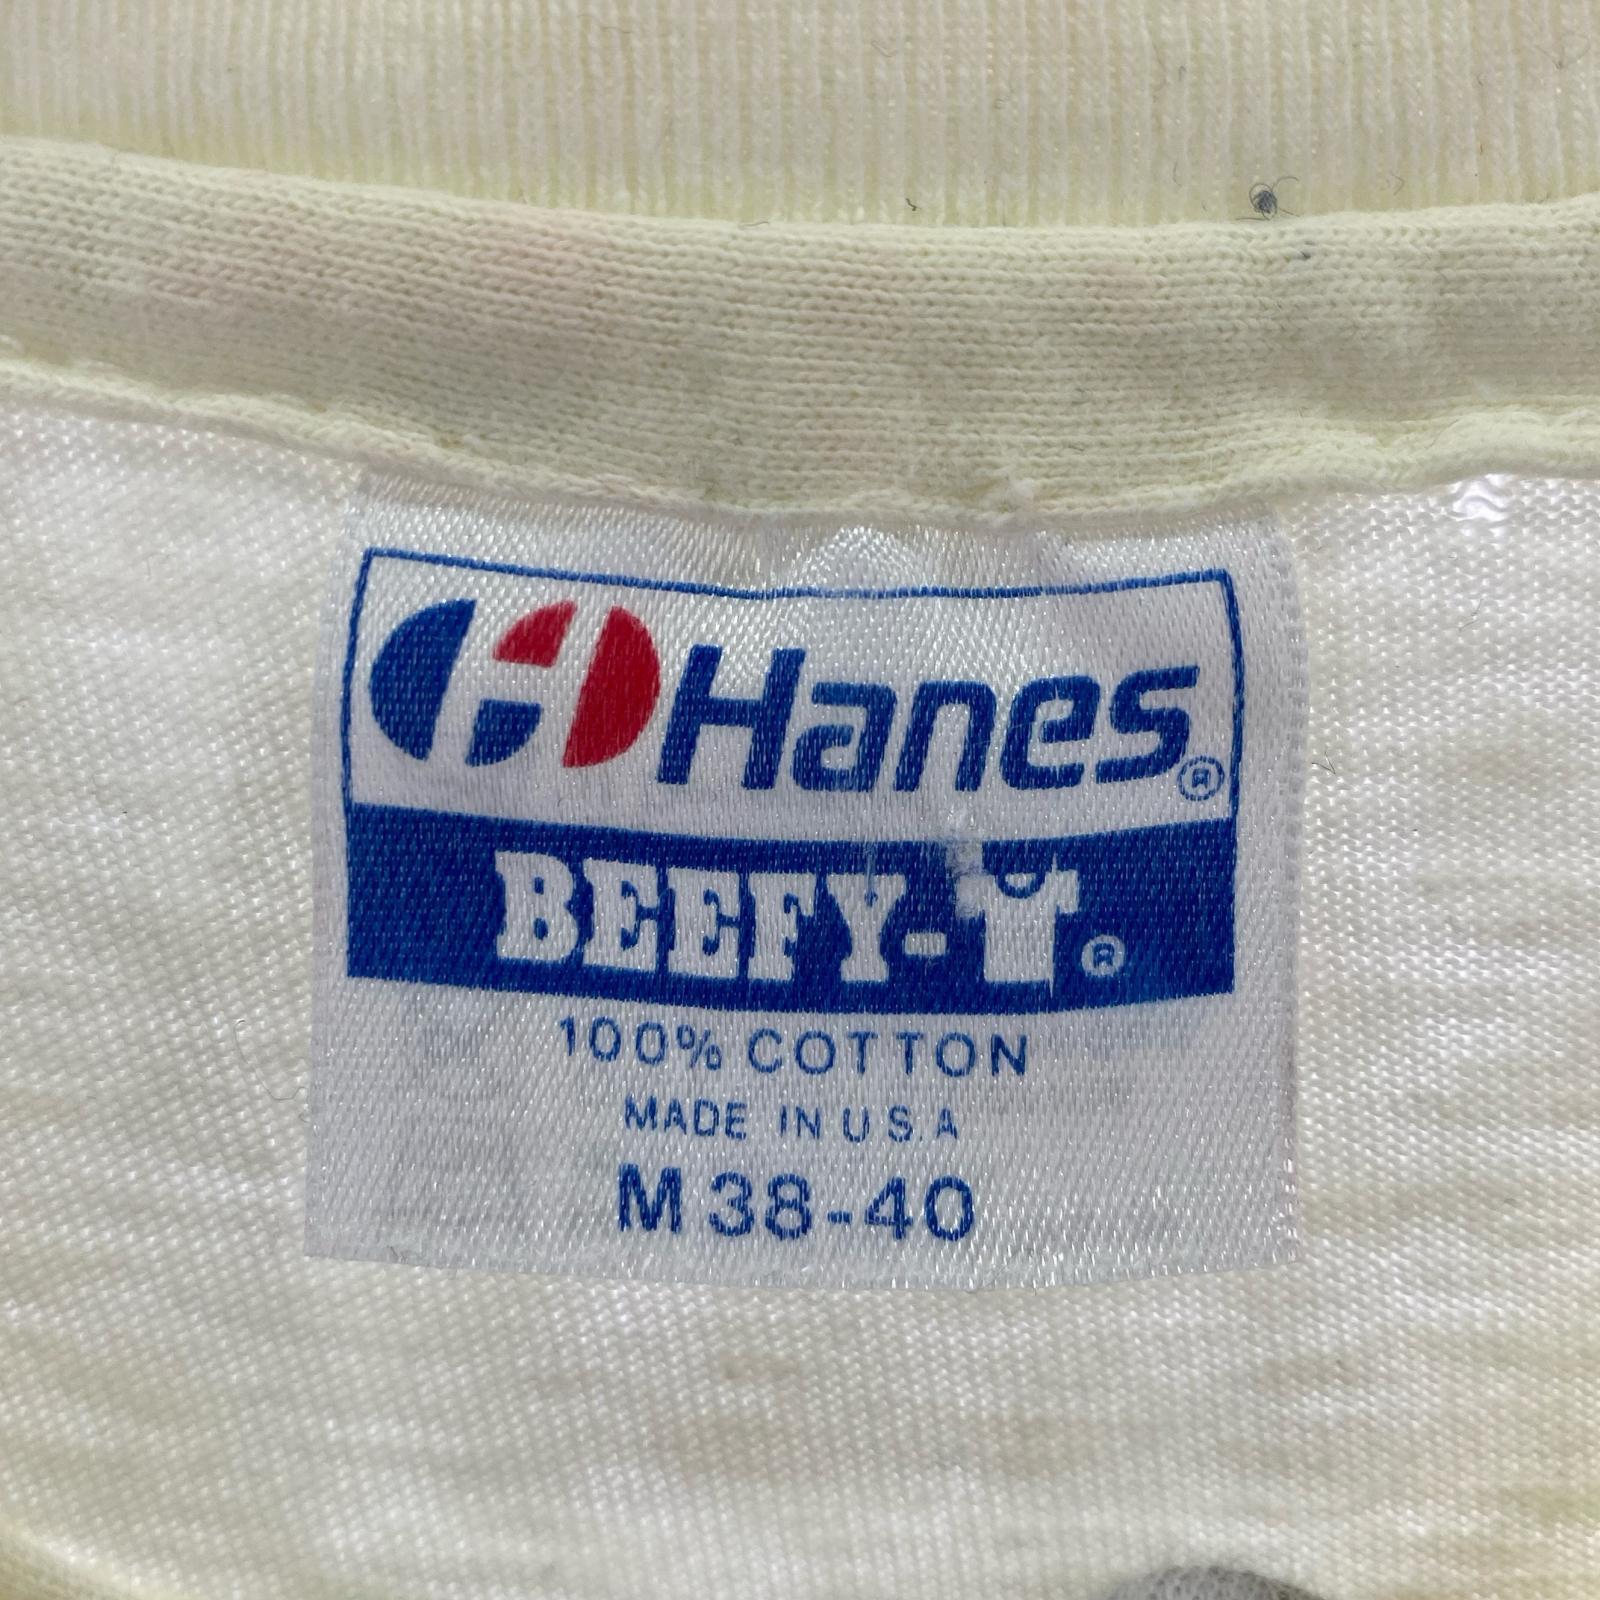 Hanes®
BEEFY-T®
100% COTTON
MADE IN U.S.A
M 38-40